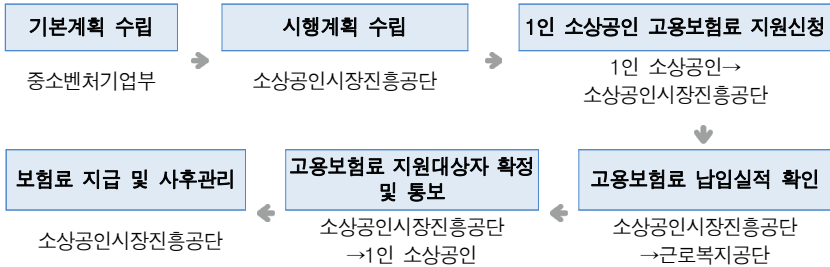 기본계획 수립
중소벤처기업부
시행계획 수립
소상공인시장진흥공단
1인 소상공인 고용보험료 지원신청
1인 소상공인→
소상공인시장진흥공단
고용보험료 납입실적 확인
소상공인시장진흥공단
→근로복지공단
고용보험료 지원대상자 확정
및 통보
소상공인시장진흥공단
→1인 소상공인
보험료 지급 및 사후관리
소상공인시장진흥공단